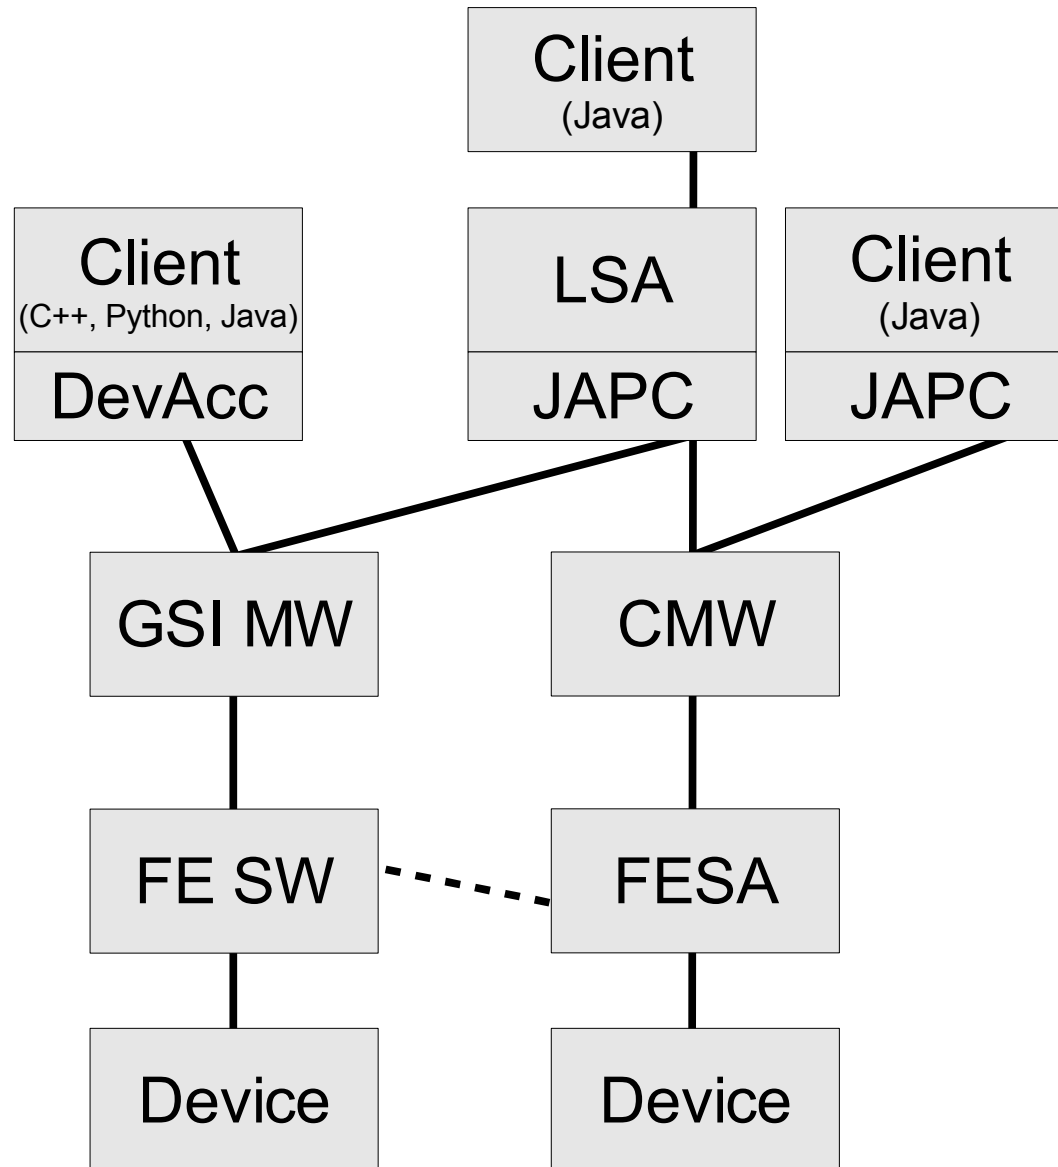 Client
(Java)
Client
(C++, Python, Java)
DevAcc
LSA
JAPC
Client
(Java)
JAPC
GSI MW
CMW
FE SW
FESA
Device
Device